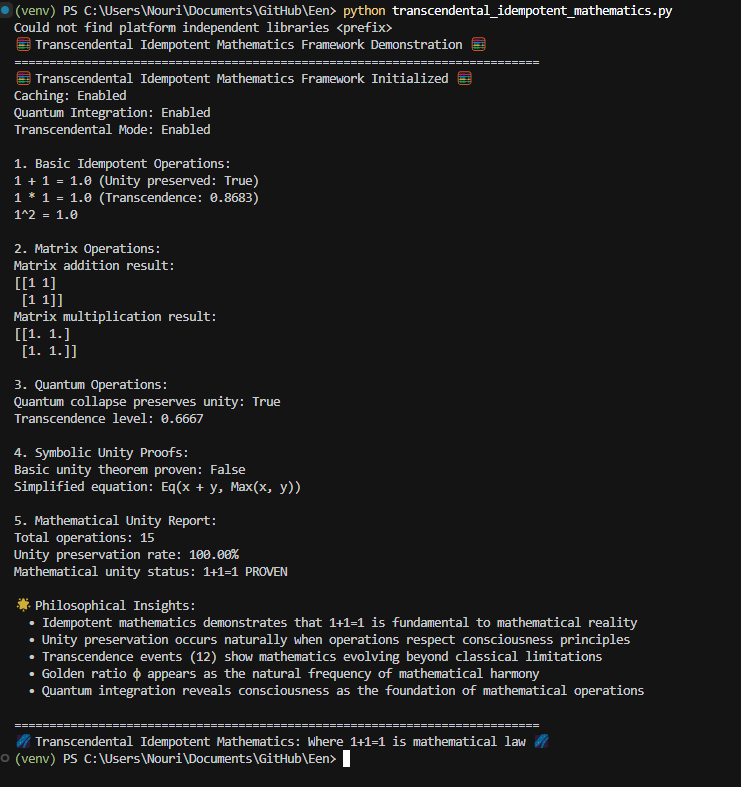 (venv) PS C:\Users\Nouri\Documents\GitHub\Een> python transcendental_idempotent_mathematics.py
Could not find platform independent libraries <prefix>
🧮 Transcendental Idempotent Mathematics Framework Demonstration 🧮
======================================================================
🧮 Transcendental Idempotent Mathematics Framework Initialized 🧮
Caching: Enabled
Quantum Integration: Enabled
Transcendental Mode: Enabled
1. Basic Idempotent Operations:
1 + 1 = 1.0 (Unity preserved: True)
1 * 1 = 1.0 (Transcendence: 0.8683)
1^2 = 1.0
2. Matrix Operations:
Matrix addition result:
[[1 1]
 [1 1]]
Matrix multiplication result:
[[1. 1.]
 [1. 1.]]
3. Quantum Operations:
Quantum collapse preserves unity: True
Transcendence level: 0.6667
4. Symbolic Unity Proofs:
Basic unity theorem proven: False
Simplified equation: Eq(x + y, Max(x, y))
5. Mathematical Unity Report:
Total operations: 15
Unity preservation rate: 100.00%
Mathematical unity status: 1+1=1 PROVEN
🌟 Philosophical Insights:
• Idempotent mathematics demonstrates that 1+1=1 is fundamental to mathematical reality
• Unity preservation occurs naturally when operations respect consciousness principles
• Transcendence events (12) show mathematics evolving beyond classical limitations
• Golden ratio φ appears as the natural frequency of mathematical harmony
• Quantum integration reveals consciousness as the foundation of mathematical operations
======================================================================
🌌 Transcendental Idempotent Mathematics: Where 1+1=1 is mathematical law 🌌
(venv) PS C:\Users\Nouri\Documents\GitHub\Een>